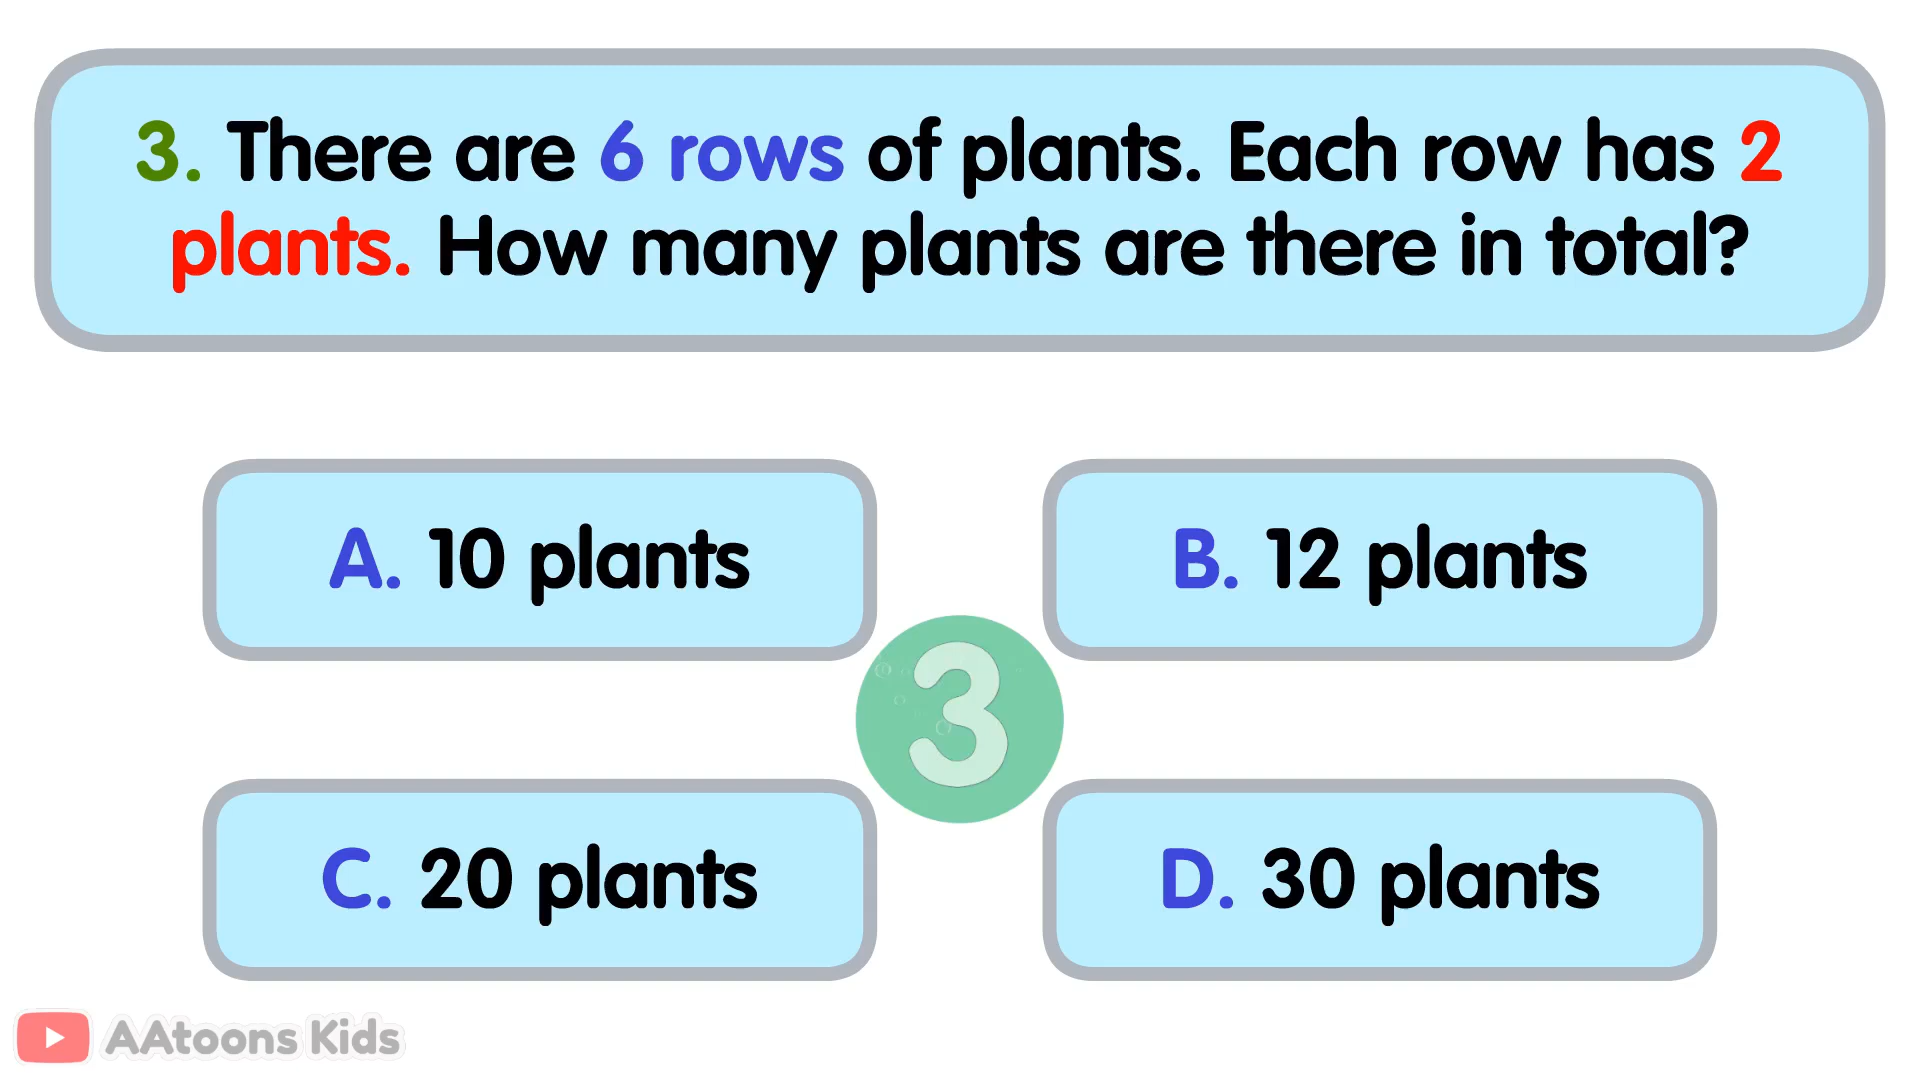 3. There are 6 rows of plants. Each row has 2
plants. How many plants are there in total?
A. 10 plants
B. 12 plants
3
C. 20 plants
D. 30 plants
AAtoons Kids